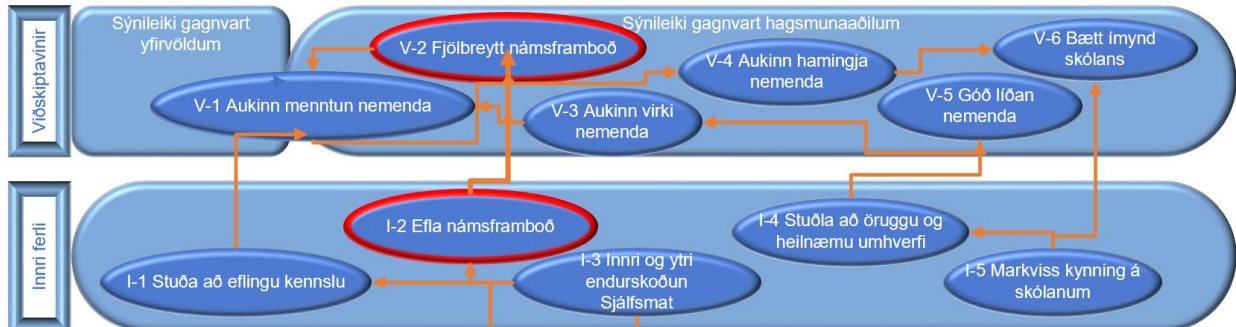 Viðskiptavinir
Sýnileiki gagnvart
yfirvöldum
Sýnileiki gagnvart hagsmunaaðilum
V-2 Fjölbreytt námsframboð
V-1 Aukinn menntun nemenda
V-3 Aukinn virki
nemenda
V-4 Aukinn hamingja
nemenda
V-6 Bætt ímynd
skólans
V-5 Góð líðan
nemenda
Innri ferli
I-2 Efla námsframboð
I-4 Stuðla að öruggu og
heilnæmu umhverfi
I-1 Stuða að eflingu kennslu
I-3 Innri og ytri
endurskoðun
Sjálfsmat
I-5 Markviss kynning á
skólanum